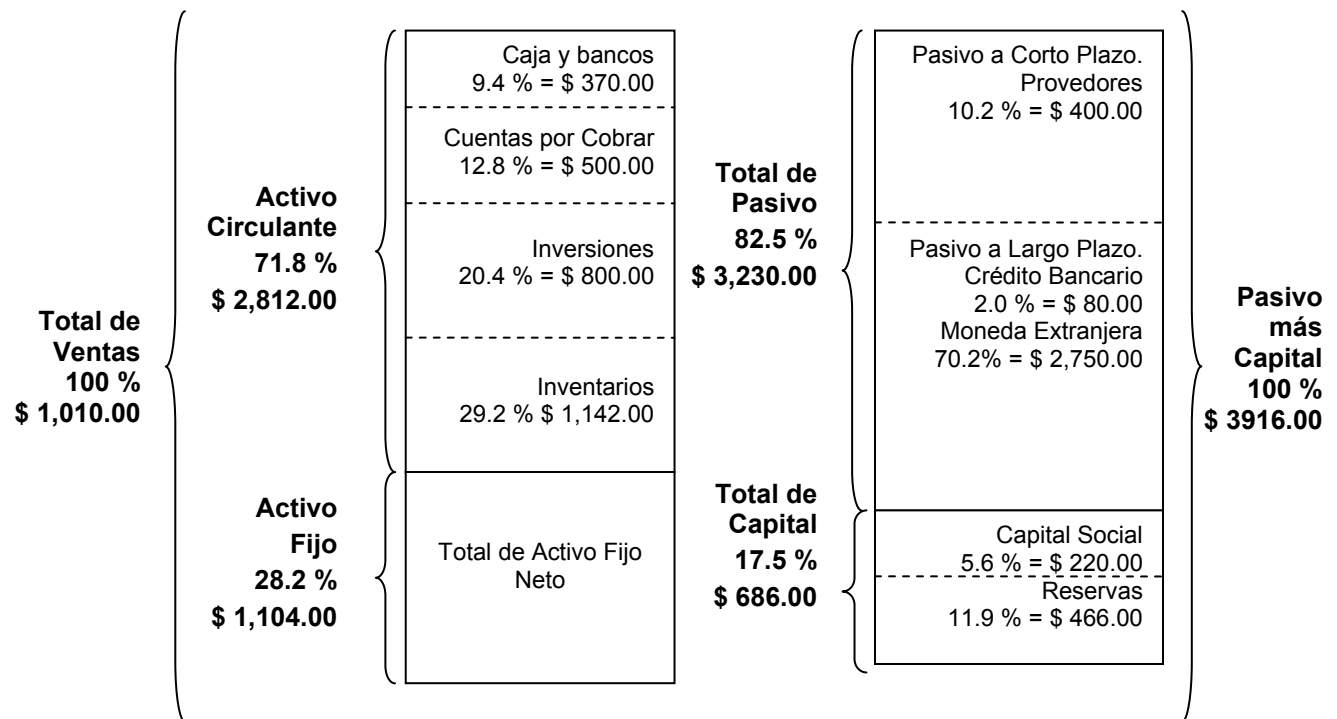 Total de
Ventas
100 %
$ 1,010.00
Activo
Circulante
71.8 %
$ 2,812.00
Activo
Fijo
28.2 %
$ 1,104.00
Caja y bancos
9.4 % = $ 370.00
Cuentas por Cobrar
12.8 % = $ 500.00
Inversiones
20.4 % = $ 800.00
Inventarios
29.2 % $ 1,142.00
Total de Activo Fijo
Neto
Total de
Pasivo
82.5 %
$ 3,230.00
Total de
Capital
17.5 %
$ 686.00
Pasivo a Corto Plazo.
Provedores
10.2 % = $ 400.00
Pasivo a Largo Plazo.
Crédito Bancario
2.0 % = $ 80.00
Moneda Extranjera
70.2% = $ 2,750.00
Capital Social
5.6 % = $ 220.00
Reservas
11.9 % = $ 466.00
Pasivo
más
Capital
100 %
$ 3916.00